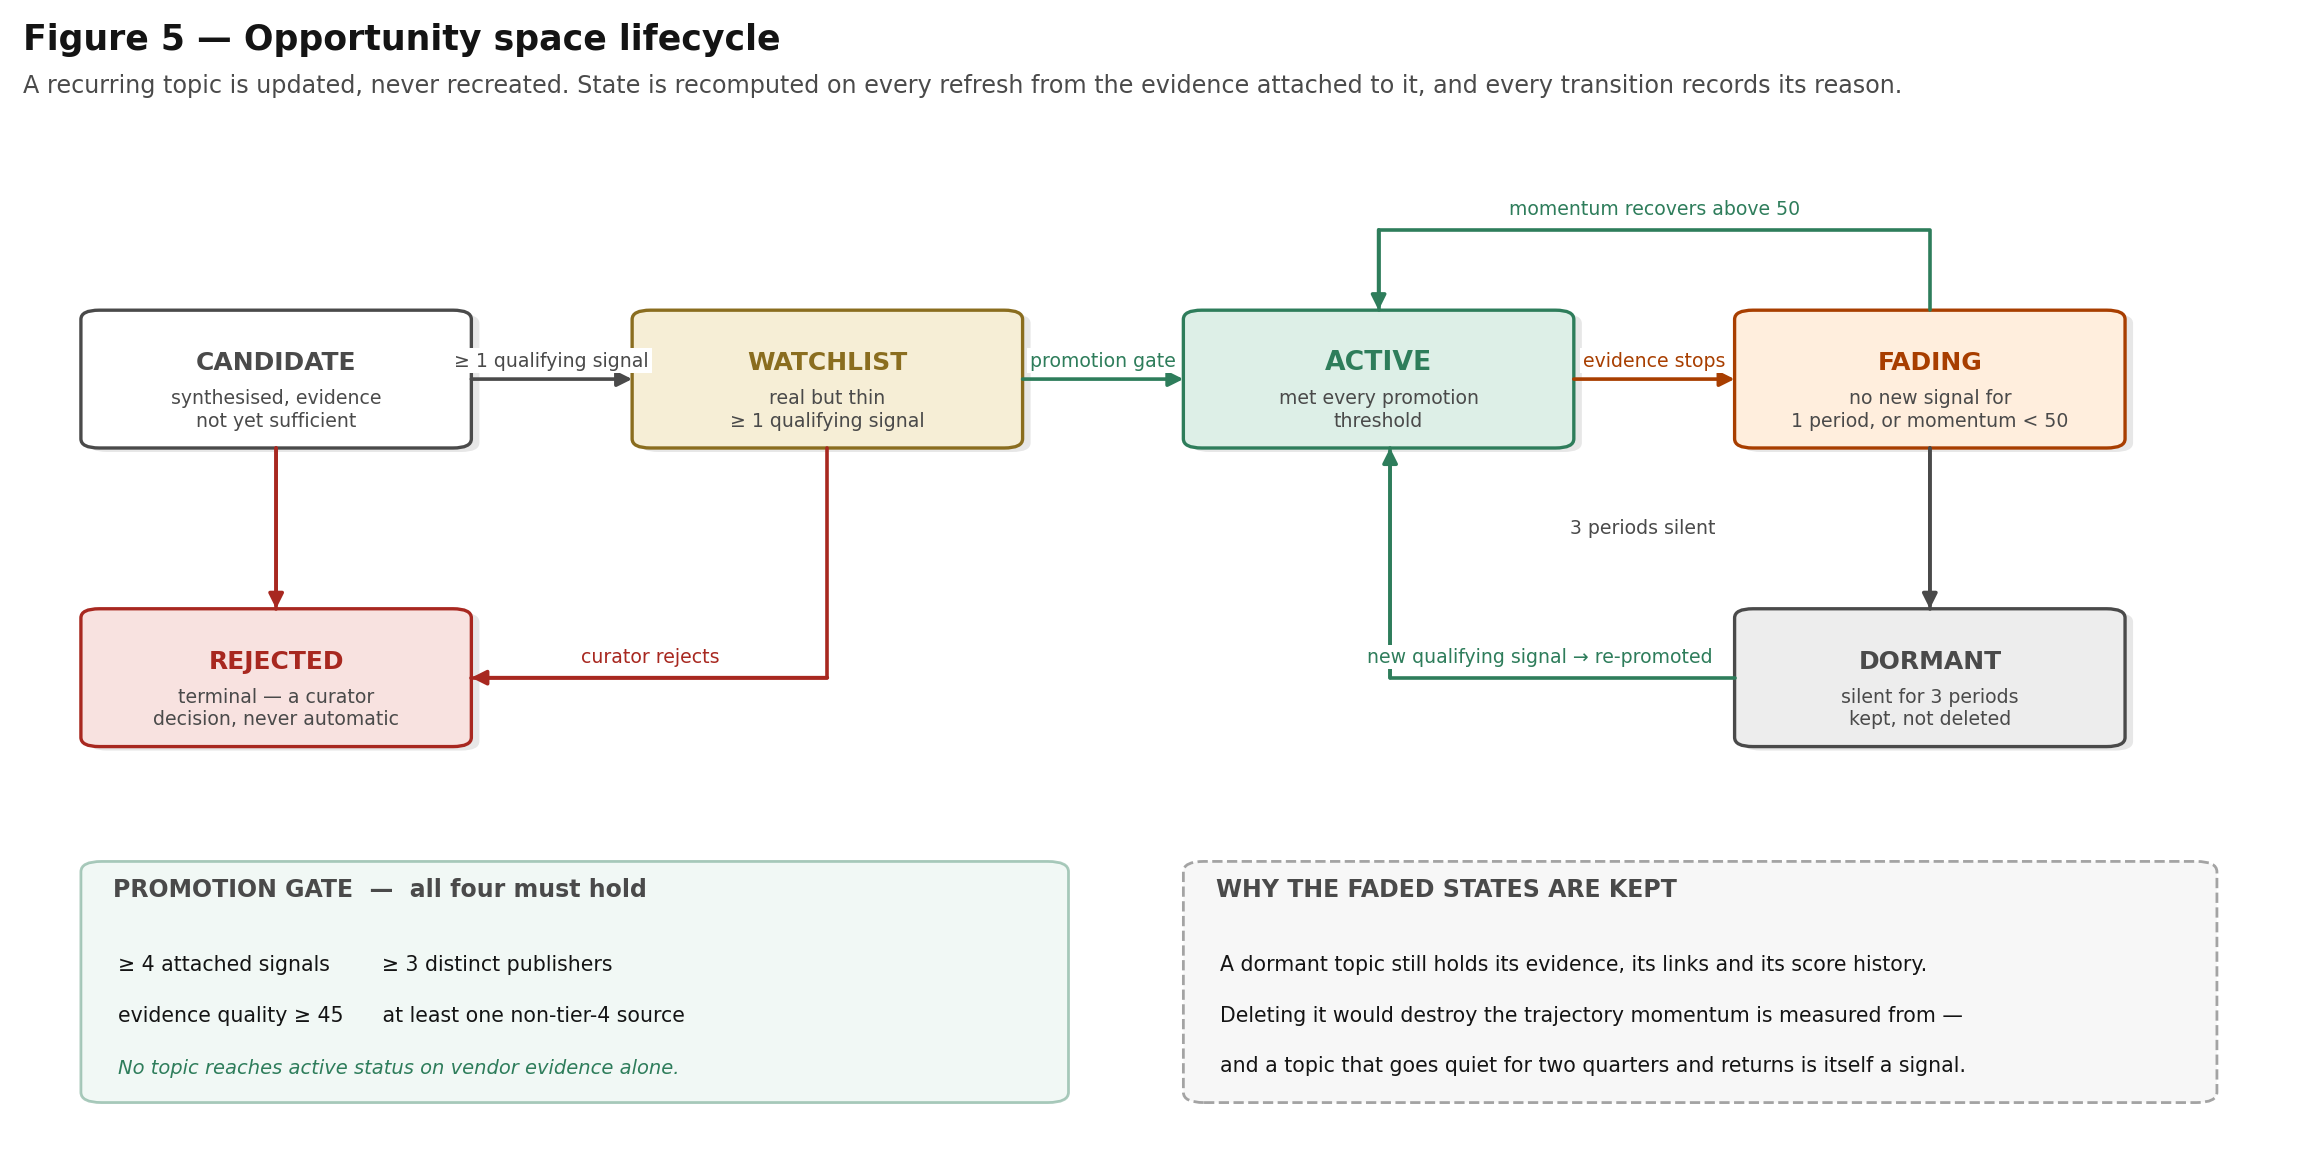 Figure 5 — Opportunity space lifecycle
A recurring topic is updated, never recreated. State is recomputed on every refresh from the evidence attached to it, and every transition records its reason.
momentum recovers above 50
CANDIDATE
synthesised, evidence
not yet sufficient
≥ 1 qualifying signal
WATCHLIST
real but thin
≥ 1 qualifying signal
promotion gate
ACTIVE
met every promotion
threshold
evidence stops
FADING
no new signal for
1 period, or momentum < 50
3 periods silent
REJECTED
terminal — a curator
decision, never automatic
curator rejects
new qualifying signal → re-promoted
DORMANT
silent for 3 periods
kept, not deleted
PROMOTION GATE — all four must hold
≥ 4 attached signals ≥ 3 distinct publishers
evidence quality ≥ 45 at least one non-tier-4 source
No topic reaches active status on vendor evidence alone.
WHY THE FADED STATES ARE KEPT
A dormant topic still holds its evidence, its links and its score history.
Deleting it would destroy the trajectory momentum is measured from —
and a topic that goes quiet for two quarters and returns is itself a signal.